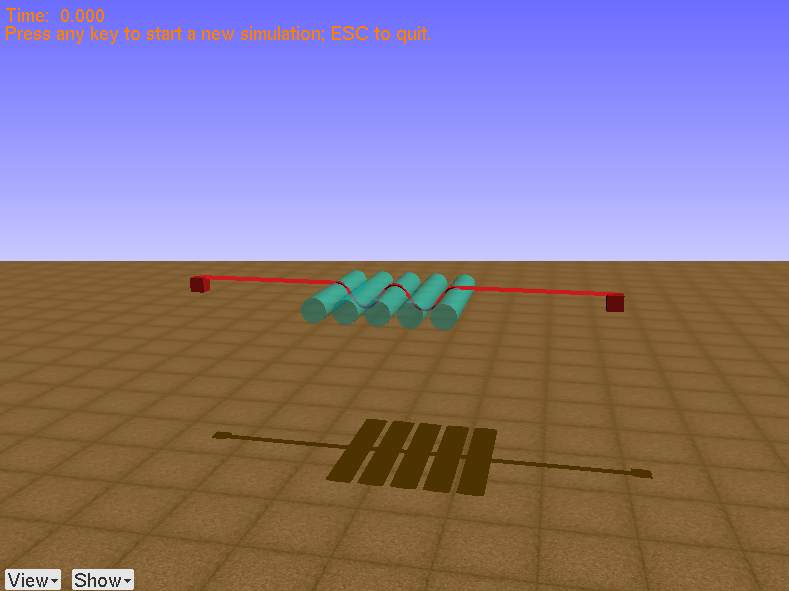 Time:  0.000
Press any key to start a new simulation; ESC to quit.
View
Show